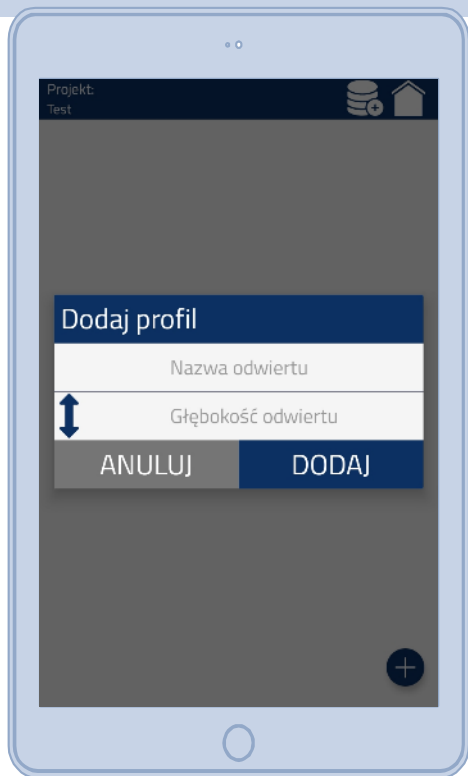 Projekt:
Test
Dodaj profil
Nazwa odwiertu
Głębokość odwiertu
ANULUJ
DODAJ